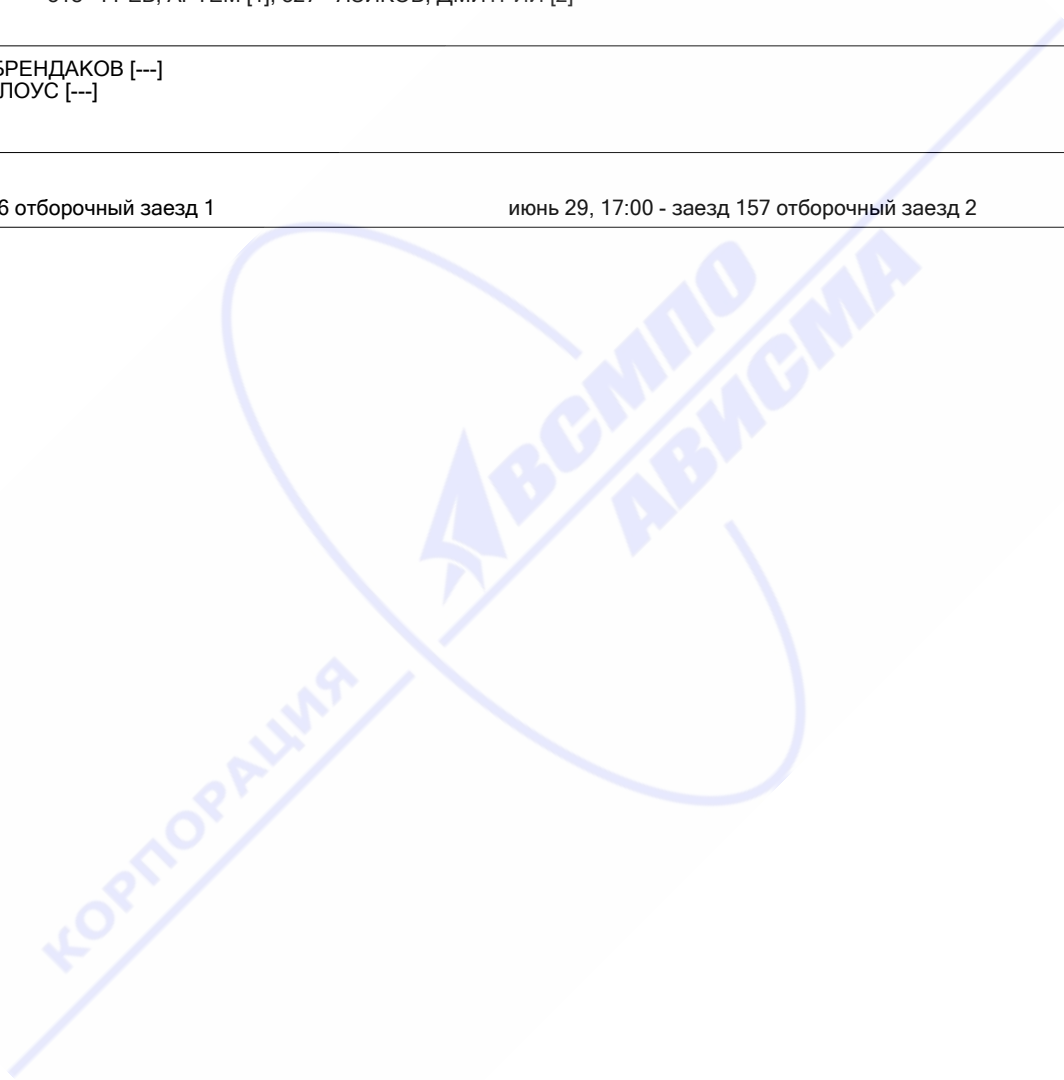 БРЕНДАКОВ [---]
ЛОУС [---]
6 отборочный заезд 1 июнь 29, 17:00 - заезд 157 отборочный заезд 2
ВСМПО
АВИСМА
КОРПОРАЦИЯ